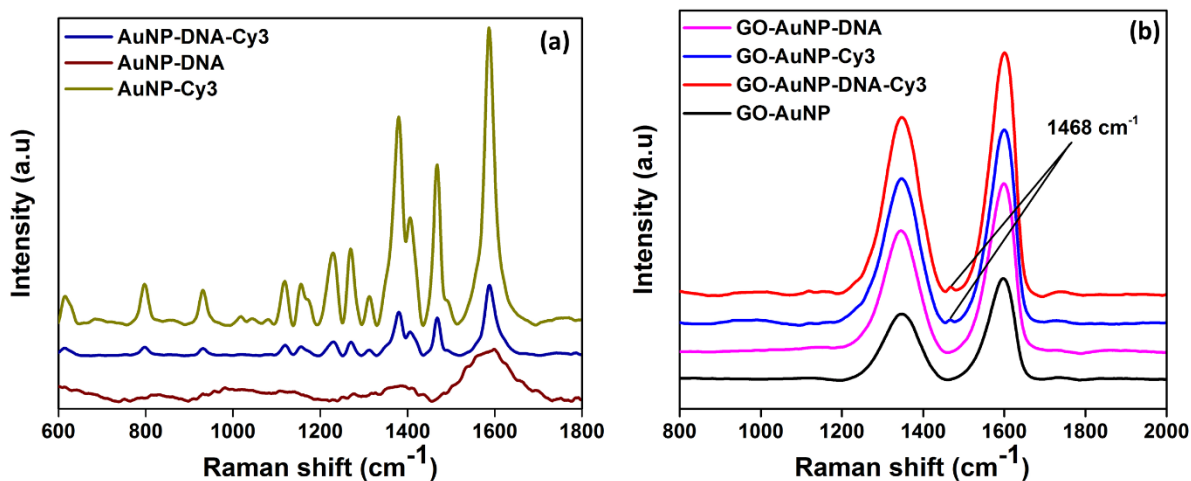 (a)
AuNP-DNA-Cy3
AuNP-DNA
AuNP-Cy3
Intensity (a.u)
600 800 1000 1200 1400 1600 1800
Raman shift (cm⁻¹)
(b)
GO-AuNP-DNA
GO-AuNP-Cy3
GO-AuNP-DNA-Cy3
GO-AuNP
1468 cm⁻¹
Intensity (a.u)
800 1000 1200 1400 1600 1800 2000
Raman shift (cm⁻¹)